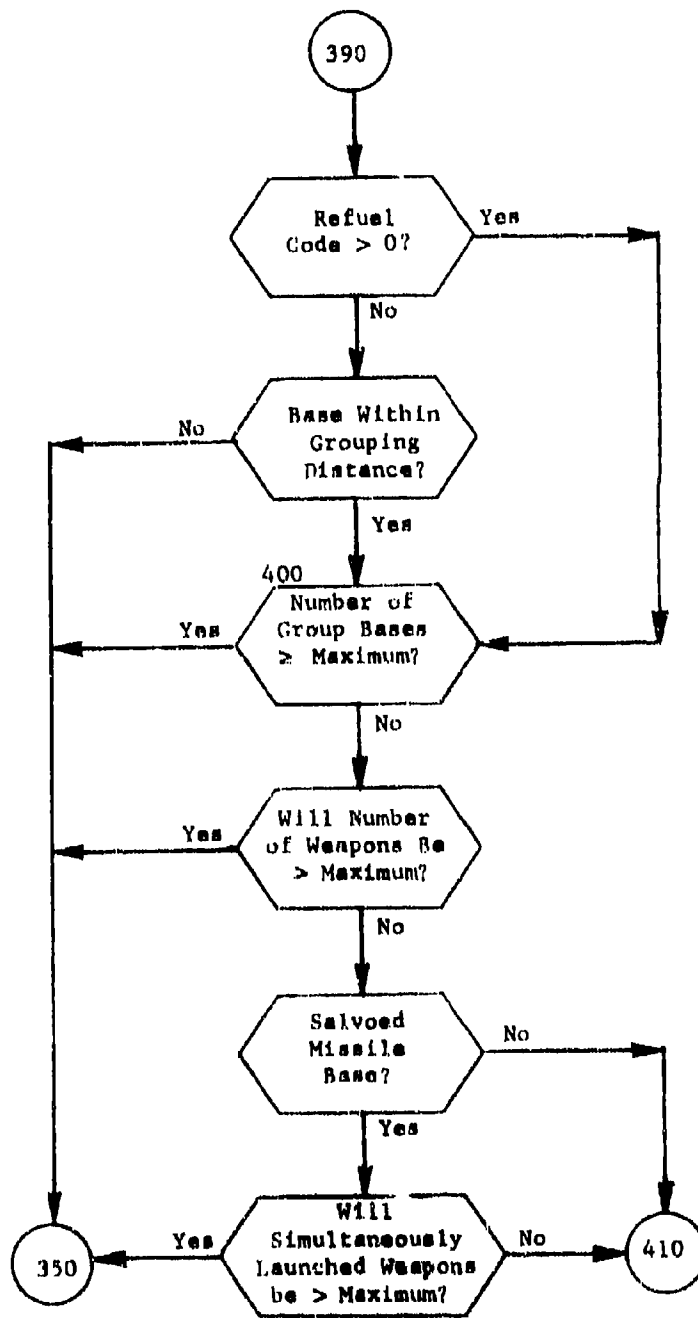 390
Refuel
Code > 0?
Yes
No
Base Within
Grouping
Distance?
No
Yes
400
Number of
Group Bases
≥ Maximum?
Yes
No
Will Number
of Weapons Be
> Maximum?
Yes
No
Salvoed
Missile
Base?
No
Yes
Will
Simultaneously
Launched Weapons
be > Maximum?
Yes
No
350
410